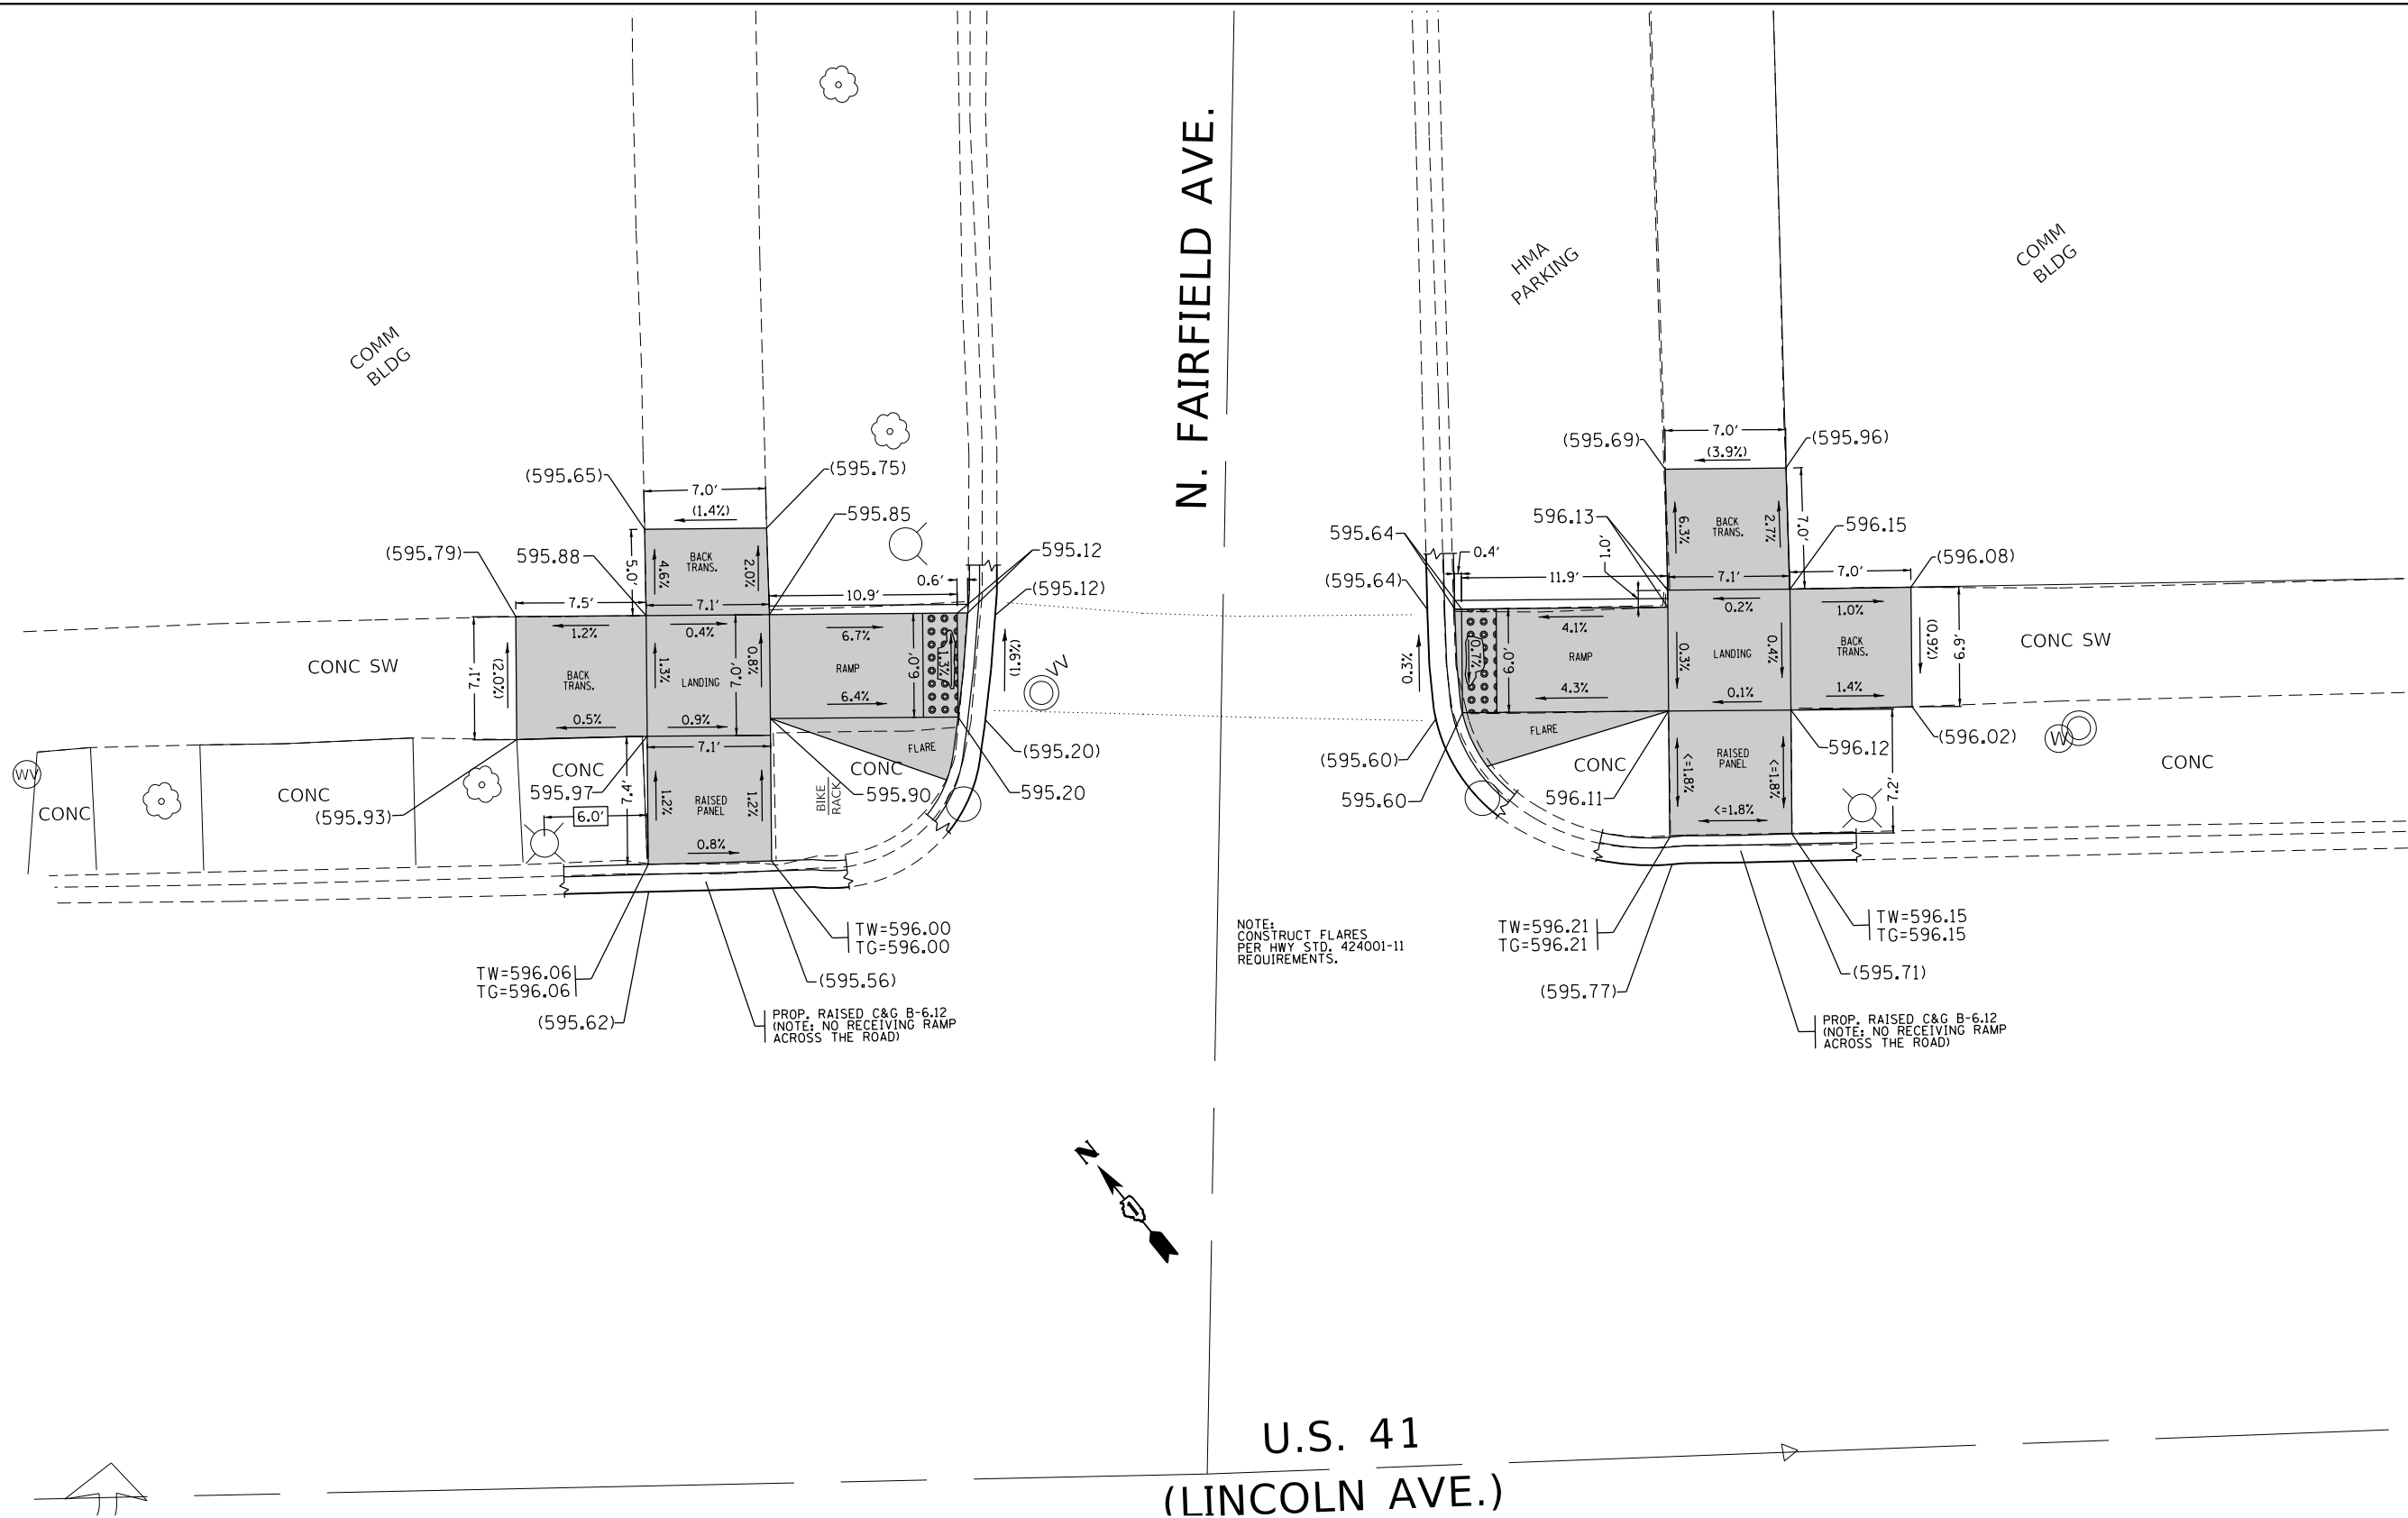 N. FAIRFIELD AVE.
COMM
BLDG
HMA
PARKING
COMM
BLDG
(595.65)
7.0'
(1.4%)
(595.75)
595.85
(595.79)
595.88
5.0'
4.6%
BACK
TRANS.
2.0%
0.6'
595.12
(595.12)
7.5'
7.1'
10.9'
1.2%
0.4%
6.7%
CONC SW
7.1'
(2.0%)
BACK
TRANS.
1.3%
LANDING
7.0'
0.8%
RAMP
6.0'
1.3%
(1.9%)
VV
0.5%
0.9%
6.4%
7.1'
FLARE
(595.20)
WV
CONC
CONC
(595.93)
CONC
595.97
7.4'
6.0'
1.2%
RAISED
PANEL
1.2%
0.8%
BIKE
RACK
CONC
595.90
595.20
TW=596.00
TG=596.00
TW=596.06
TG=596.06
(595.56)
(595.62)
PROP. RAISED C&G B-6.12
(NOTE: NO RECEIVING RAMP
ACROSS THE ROAD)
NOTE:
CONSTRUCT FLARES
PER HWY STD. 424001-11
REQUIREMENTS.
(595.69)
7.0'
(3.9%)
(595.96)
596.13
6.3%
BACK
TRANS.
2.7%
7.0'
596.15
595.64
(595.64)
0.4'
11.9'
1.0'
7.1'
7.0'
(596.08)
4.1%
0.2%
1.0%
0.3%
0.7%
6.0'
RAMP
0.3%
LANDING
0.4%
BACK
TRANS.
(0.9%)
6.9'
CONC SW
4.3%
0.1%
1.4%
FLARE
(595.60)
595.60
CONC
596.11
<=1.8%
RAISED
PANEL
<=1.8%
<=1.8%
596.12
7.2'
(596.02)
W
CONC
TW=596.21
TG=596.21
TW=596.15
TG=596.15
(595.71)
(595.77)
PROP. RAISED C&G B-6.12
(NOTE: NO RECEIVING RAMP
ACROSS THE ROAD)
N
U.S. 41
(LINCOLN AVE.)